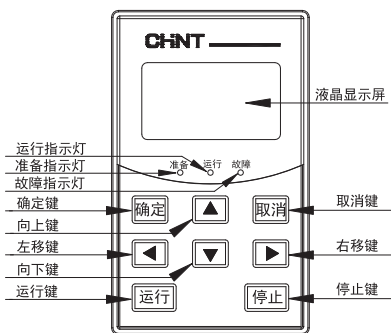 CHNT
液晶显示屏
运行指示灯
准备指示灯
故障指示灯
准备 运行 故障
确定键
确定
取消
取消键
向上键
左移键
右移键
向下键
运行键
运行
停止
停止键